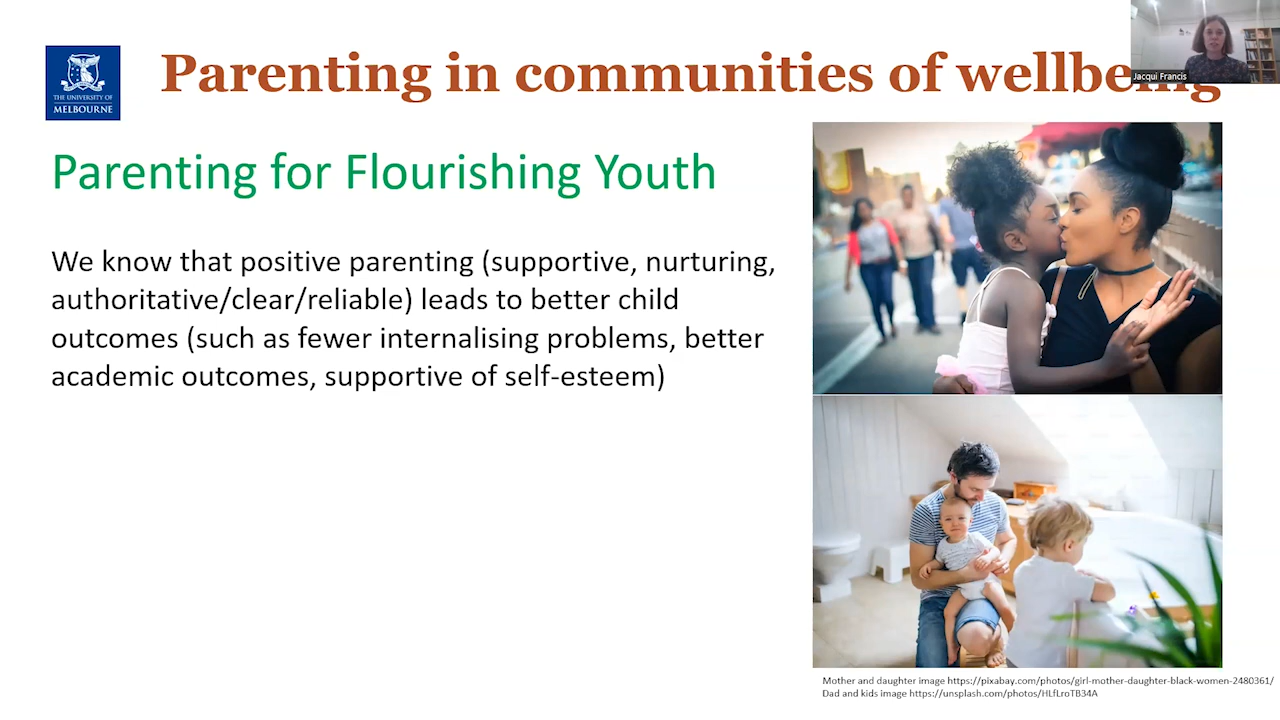 THE UNIVERSITY OF
MELBOURNE
Parenting in communities of wellbeing
Jacqui Francis
Parenting for Flourishing Youth
We know that positive parenting (supportive, nurturing,
authoritative/clear/reliable) leads to better child
outcomes (such as fewer internalising problems, better
academic outcomes, supportive of self-esteem)
Mother and daughter image https://pixabay.com/photos/girl-mother-daughter-black-women-2480361/
Dad and kids image https://unsplash.com/photos/HLfLroTB34A